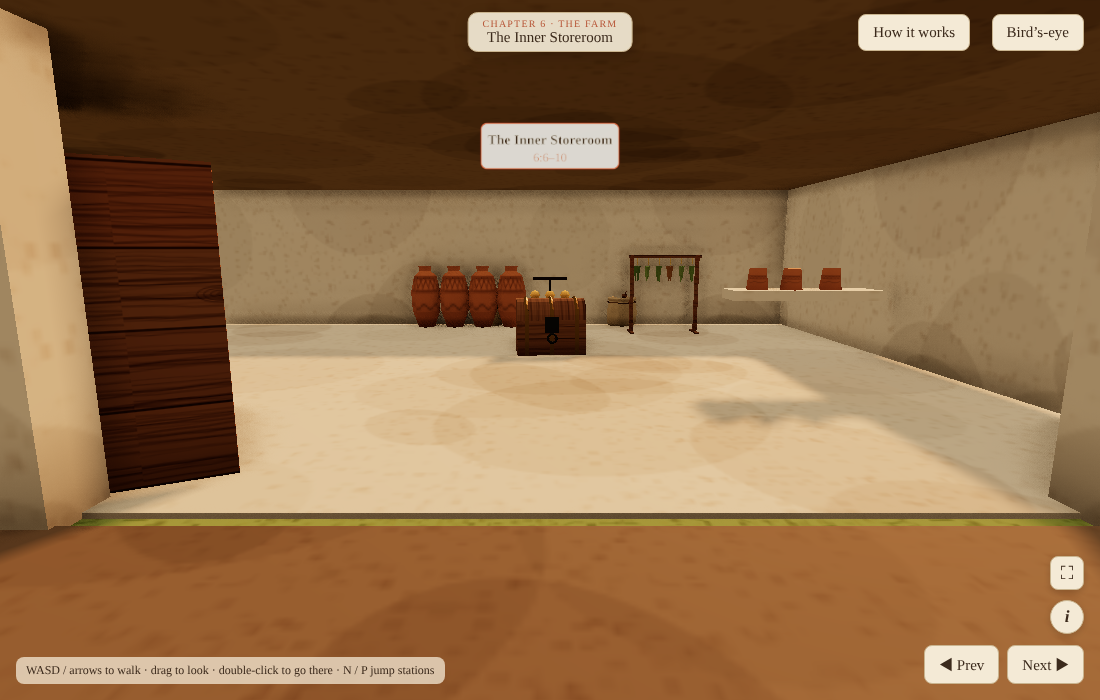 CHAPTER 6 · THE FARM
The Inner Storeroom
How it works
Bird’s-eye
The Inner Storeroom
6:6–10
i
WASD / arrows to walk · drag to look · double-click to go there · N / P jump stations
◀ Prev
Next ▶